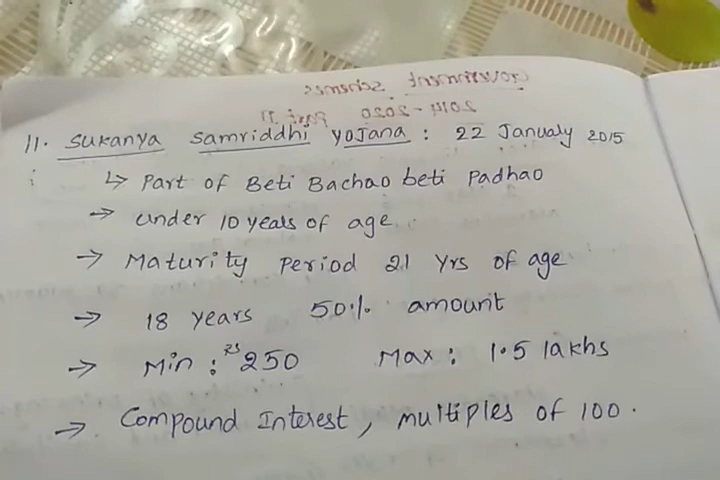 11. Sukanya Samriddhi Yojana : 22 January 2015
↳ Part of Beti Bachao beti Padhao
→ under 10 years of age.
→ Maturity Period 21 Yrs of age
→ 18 years 50% amount
→ Min : Rs 250 Max : 1.5 lakhs
→ Compound Interest, multiples of 100.